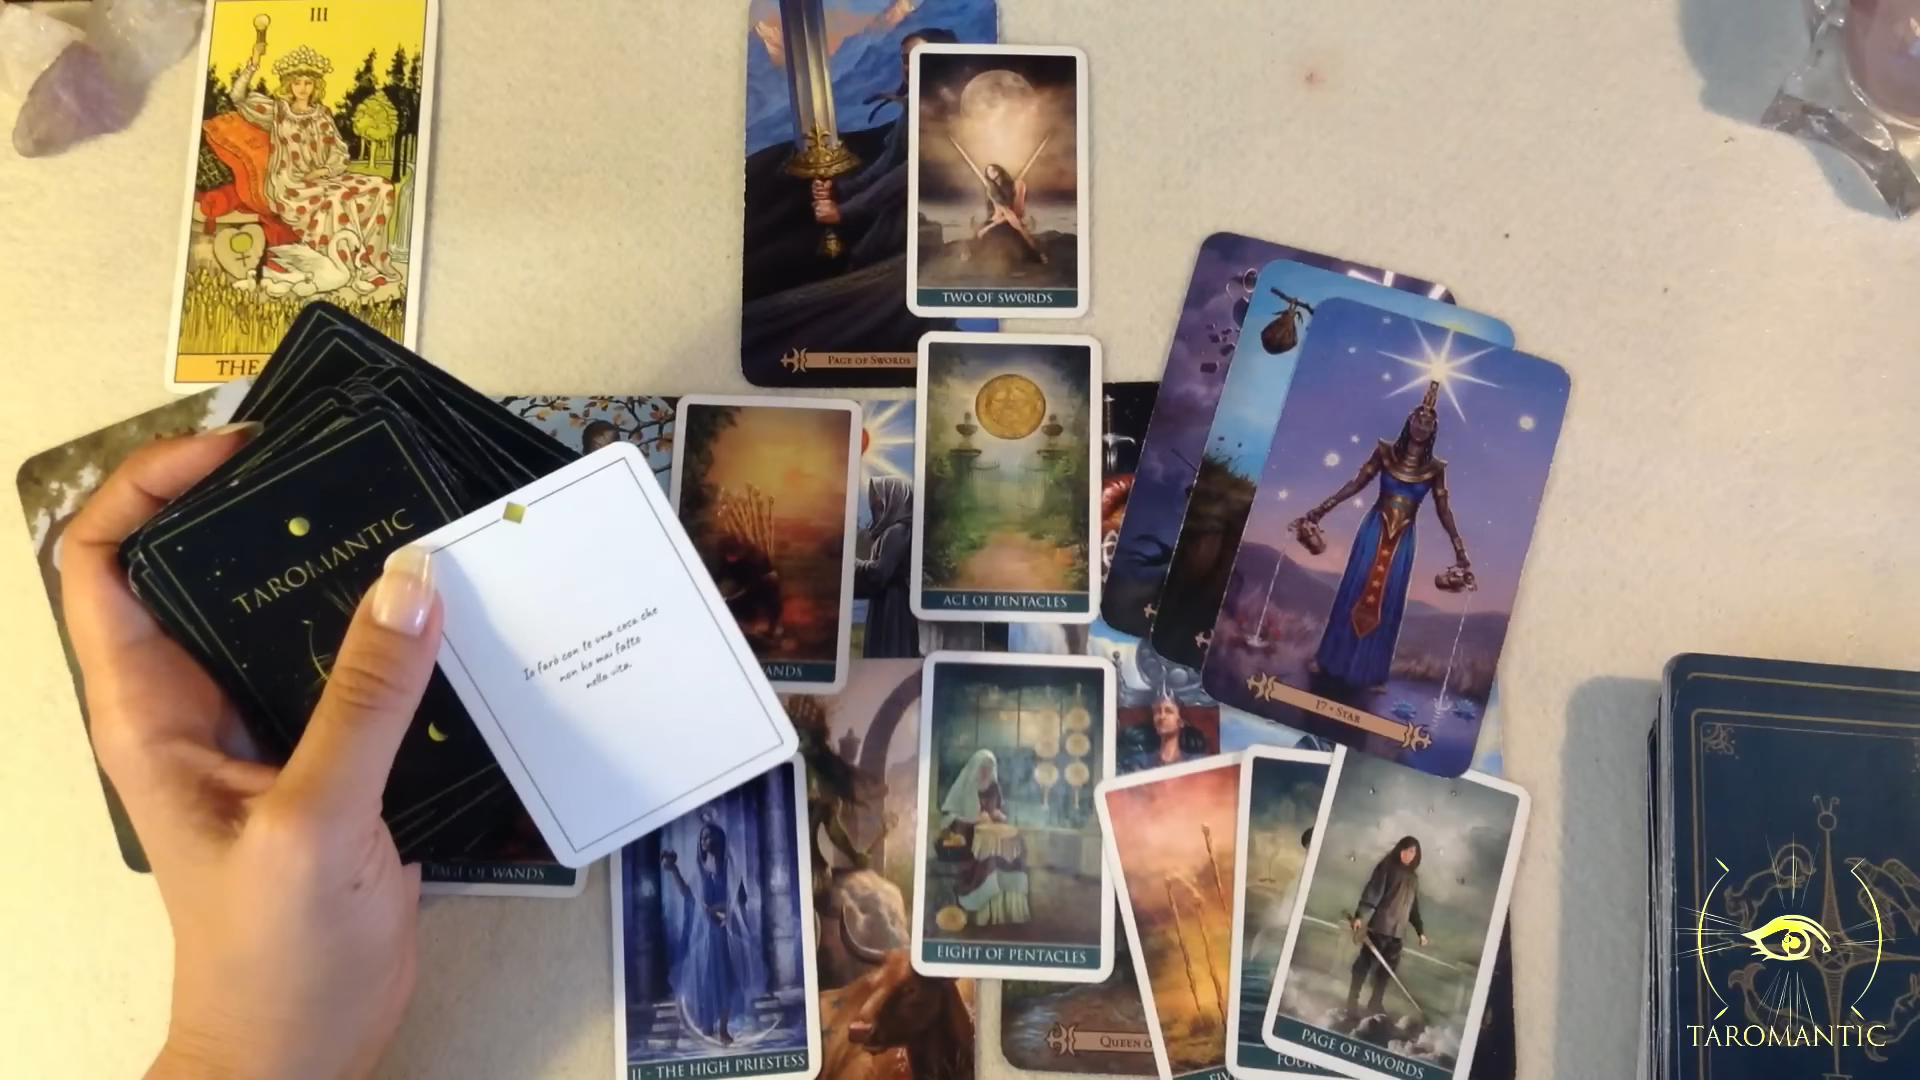 III
THE
PAGE OF SWORDS
TWO OF SWORDS
TAROMANTIC
Io farò con te una cosa che
non ho mai fatto
nella vita.
WANDS
ACE OF PENTACLES
17 • STAR
PAGE OF WANDS
II - THE HIGH PRIESTESS
EIGHT OF PENTACLES
QUEEN O
FIV
FOU
PAGE OF SWORDS
TAROMANTIC